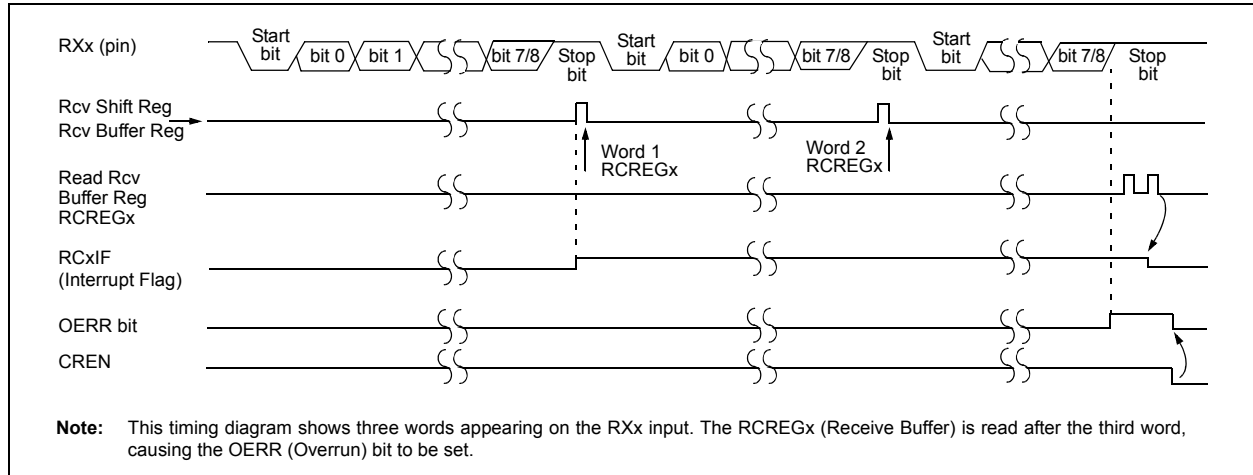 RXx (pin)
Start bit
bit 0
bit 1
bit 7/8
Stop bit
Start bit
bit 0
bit 7/8
Stop bit
Start bit
bit 7/8
Stop bit
Rcv Shift Reg
Rcv Buffer Reg
Word 1
RCREGx
Word 2
RCREGx
Read Rcv
Buffer Reg
RCREGx
RCxIF
(Interrupt Flag)
OERR bit
CREN
Note: This timing diagram shows three words appearing on the RXx input. The RCREGx (Receive Buffer) is read after the third word,
causing the OERR (Overrun) bit to be set.